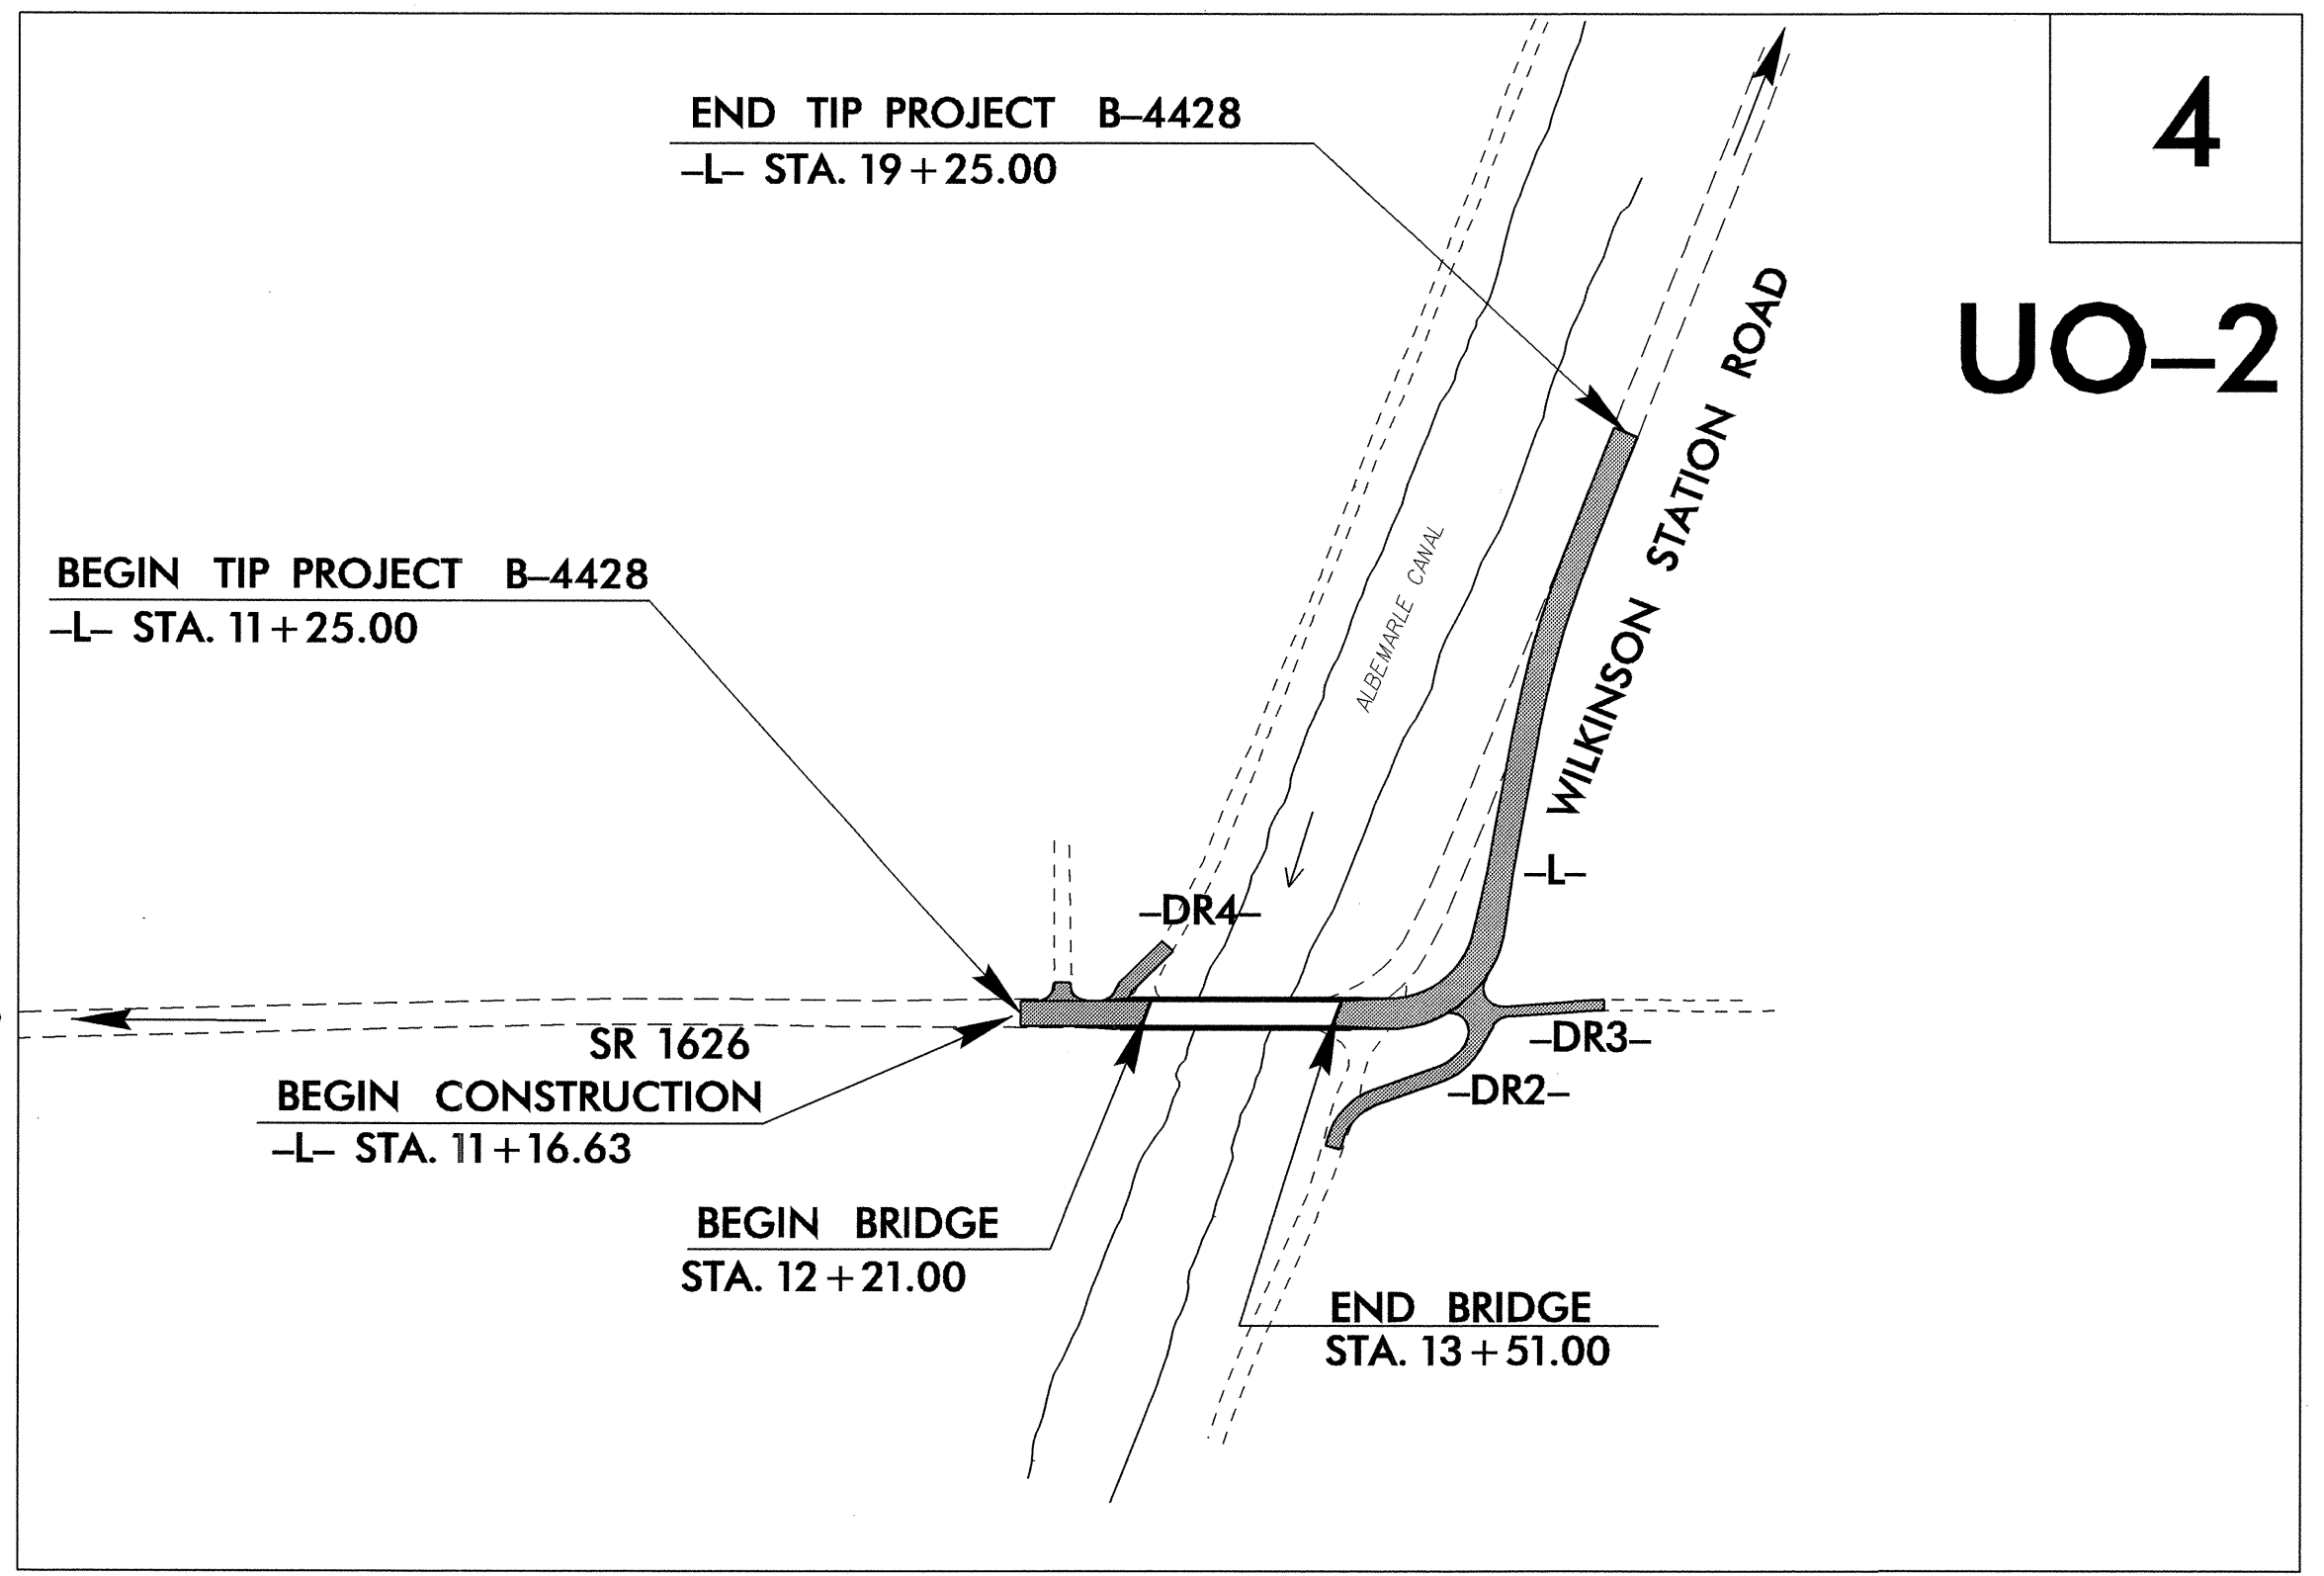 4
UO–2
END TIP PROJECT B–4428
–L– STA. 19+25.00
WILKINSON STATION ROAD
ALBEMARLE CANAL
BEGIN TIP PROJECT B–4428
–L– STA. 11+25.00
–L–
–DR4–
SR 1626
–DR3–
BEGIN CONSTRUCTION
–L– STA. 11+16.63
–DR2–
BEGIN BRIDGE
STA. 12+21.00
END BRIDGE
STA. 13+51.00